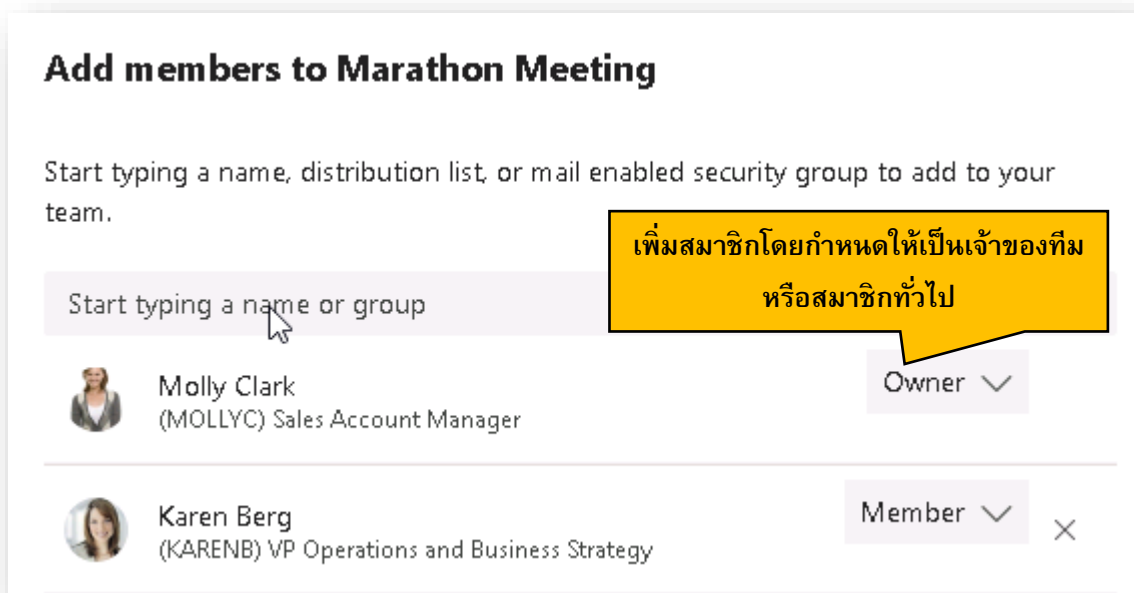 Add members to Marathon Meeting
Start typing a name, distribution list, or mail enabled security group to add to your
team.
เพิ่มสมาชิกโดยกำหนดให้เป็นเจ้าของทีม
หรือสมาชิกทั่วไป
Start typing a name or group
Molly Clark
Owner
(MOLLYC) Sales Account Manager
Karen Berg
Member
(KARENB) VP Operations and Business Strategy